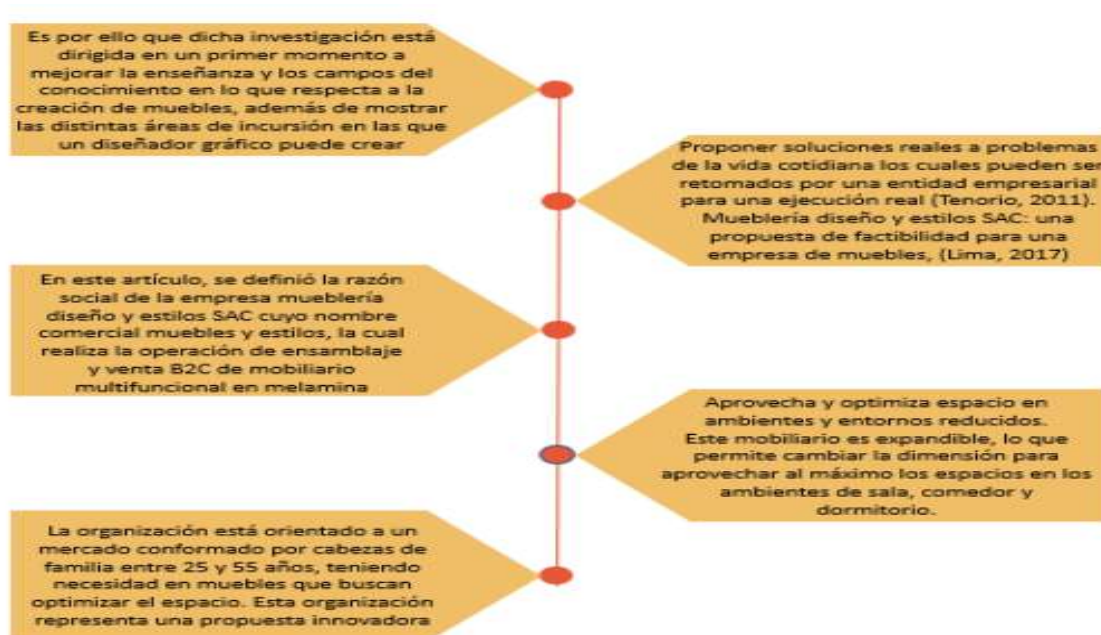 Es por ello que dicha investigación está
dirigida en un primer momento a
mejorar la enseñanza y los campos del
conocimiento en lo que respecta a la
creación de muebles, además de mostrar
las distintas áreas de incursión en las que
un diseñador gráfico puede crear
Proponer soluciones reales a problemas
de la vida cotidiana los cuales pueden ser
retomados por una entidad empresarial
para una ejecución real (Tenorio, 2011).
Mueblería diseño y estilos SAC: una
propuesta de factibilidad para una
empresa de muebles, (Lima, 2017)
En este artículo, se definió la razón
social de la empresa mueblería
diseño y estilos SAC cuyo nombre
comercial muebles y estilos, la cual
realiza la operación de ensamblaje
y venta B2C de mobiliario
multifuncional en melamina
Aprovecha y optimiza espacio en
ambientes y entornos reducidos.
Este mobiliario es expandible, lo que
permite cambiar la dimensión para
aprovechar al máximo los espacios en los
ambientes de sala, comedor y
dormitorio.
La organización está orientado a un
mercado conformado por cabezas de
familia entre 25 y 55 años, teniendo
necesidad en muebles que buscan
optimizar el espacio. Esta organización
representa una propuesta innovadora